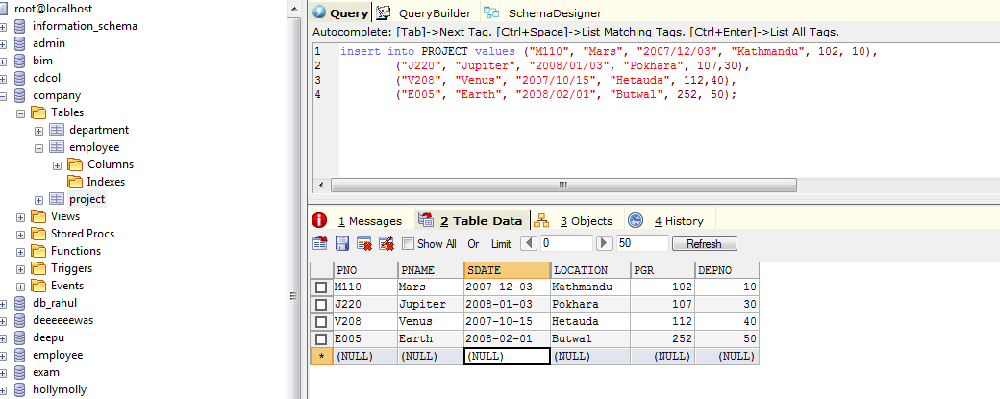 root@localhost
information_schema
admin
bim
cdcol
company
Tables
department
employee
Columns
Indexes
project
Views
Stored Procs
Functions
Triggers
Events
db_rahul
deeeeeewas
deepu
employee
exam
hollymolly
Query QueryBuilder SchemaDesigner
Autocomplete: [Tab]->Next Tag. [Ctrl+Space]->List Matching Tags. [Ctrl+Enter]->List All Tags.
1 insert into PROJECT values ("M110", "Mars", "2007/12/03", "Kathmandu", 102, 10),
2 ("J220", "Jupiter", "2008/01/03", "Pokhara", 107,30),
3 ("V208", "Venus", "2007/10/15", "Hetauda", 112,40),
4 ("E005", "Earth", "2008/02/01", "Butwal", 252, 50);
1 Messages 2 Table Data 3 Objects 4 History
Show All Or Limit 0 50 Refresh
PNO PNAME SDATE LOCATION PGR DEPNO
M110 Mars 2007-12-03 Kathmandu 102 10
J220 Jupiter 2008-01-03 Pokhara 107 30
V208 Venus 2007-10-15 Hetauda 112 40
E005 Earth 2008-02-01 Butwal 252 50
* (NULL) (NULL) (NULL) (NULL) (NULL) (NULL)